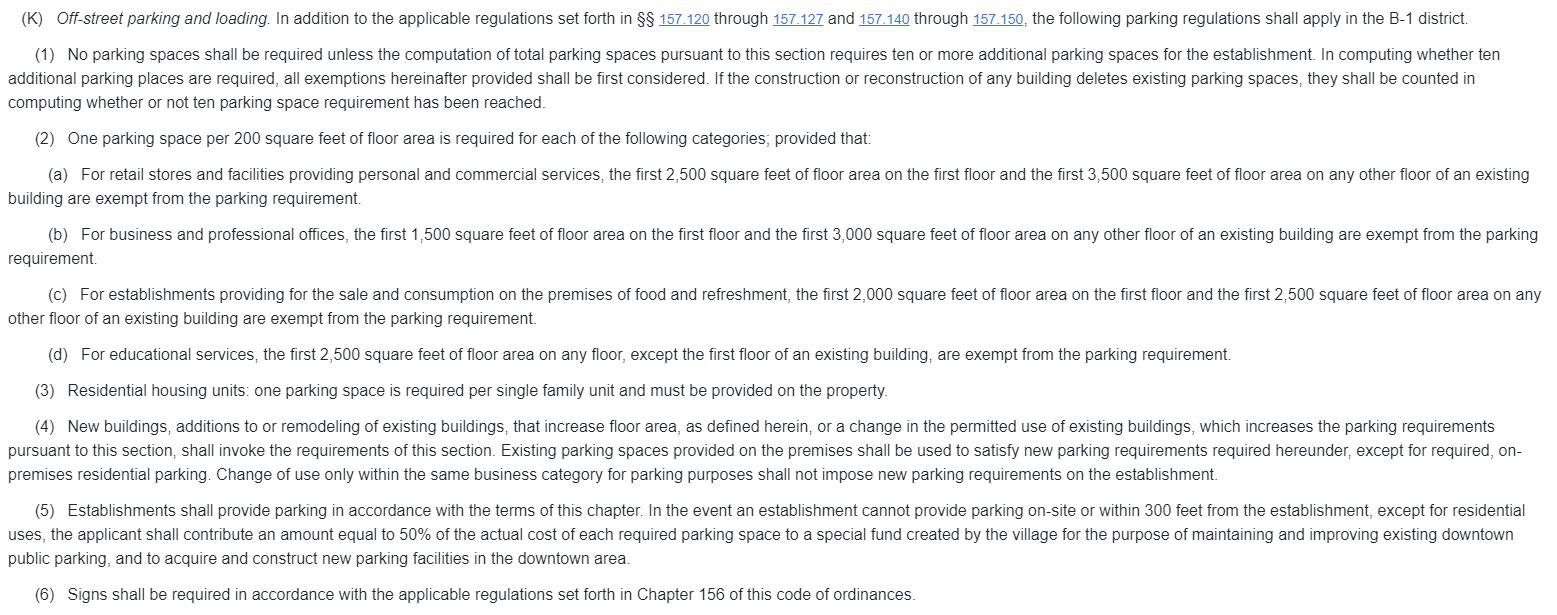 (K) Off-street parking and loading. In addition to the applicable regulations set forth in §§ 157.120 through 157.127 and 157.140 through 157.150, the following parking regulations shall apply in the B-1 district.
(1) No parking spaces shall be required unless the computation of total parking spaces pursuant to this section requires ten or more additional parking spaces for the establishment. In computing whether ten
additional parking places are required, all exemptions hereinafter provided shall be first considered. If the construction or reconstruction of any building deletes existing parking spaces, they shall be counted in
computing whether or not ten parking space requirement has been reached.
(2) One parking space per 200 square feet of floor area is required for each of the following categories; provided that:
(a) For retail stores and facilities providing personal and commercial services, the first 2,500 square feet of floor area on the first floor and the first 3,500 square feet of floor area on any other floor of an existing
building are exempt from the parking requirement.
(b) For business and professional offices, the first 1,500 square feet of floor area on the first floor and the first 3,000 square feet of floor area on any other floor of an existing building are exempt from the parking
requirement.
(c) For establishments providing for the sale and consumption on the premises of food and refreshment, the first 2,000 square feet of floor area on the first floor and the first 2,500 square feet of floor area on any
other floor of an existing building are exempt from the parking requirement.
(d) For educational services, the first 2,500 square feet of floor area on any floor, except the first floor of an existing building, are exempt from the parking requirement.
(3) Residential housing units: one parking space is required per single family unit and must be provided on the property.
(4) New buildings, additions to or remodeling of existing buildings, that increase floor area, as defined herein, or a change in the permitted use of existing buildings, which increases the parking requirements
pursuant to this section, shall invoke the requirements of this section. Existing parking spaces provided on the premises shall be used to satisfy new parking requirements required hereunder, except for required, on-
premises residential parking. Change of use only within the same business category for parking purposes shall not impose new parking requirements on the establishment.
(5) Establishments shall provide parking in accordance with the terms of this chapter. In the event an establishment cannot provide parking on-site or within 300 feet from the establishment, except for residential
uses, the applicant shall contribute an amount equal to 50% of the actual cost of each required parking space to a special fund created by the village for the purpose of maintaining and improving existing downtown
public parking, and to acquire and construct new parking facilities in the downtown area.
(6) Signs shall be required in accordance with the applicable regulations set forth in Chapter 156 of this code of ordinances.